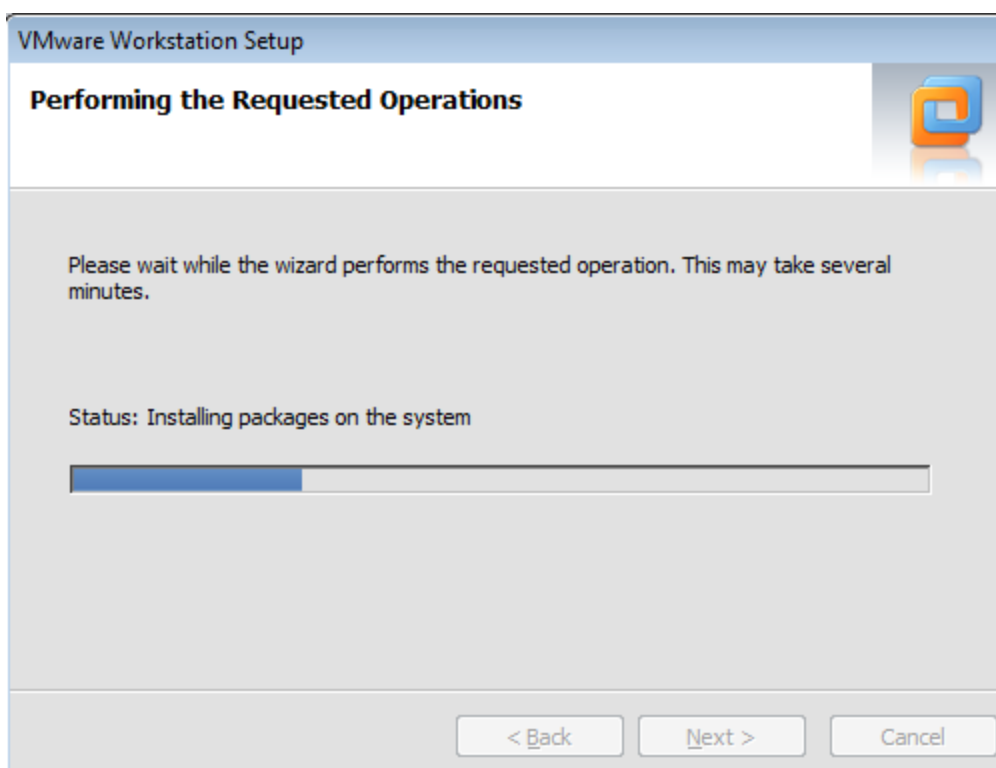 VMware Workstation Setup
Performing the Requested Operations
Please wait while the wizard performs the requested operation. This may take several
minutes.
Status: Installing packages on the system
< Back
Next >
Cancel